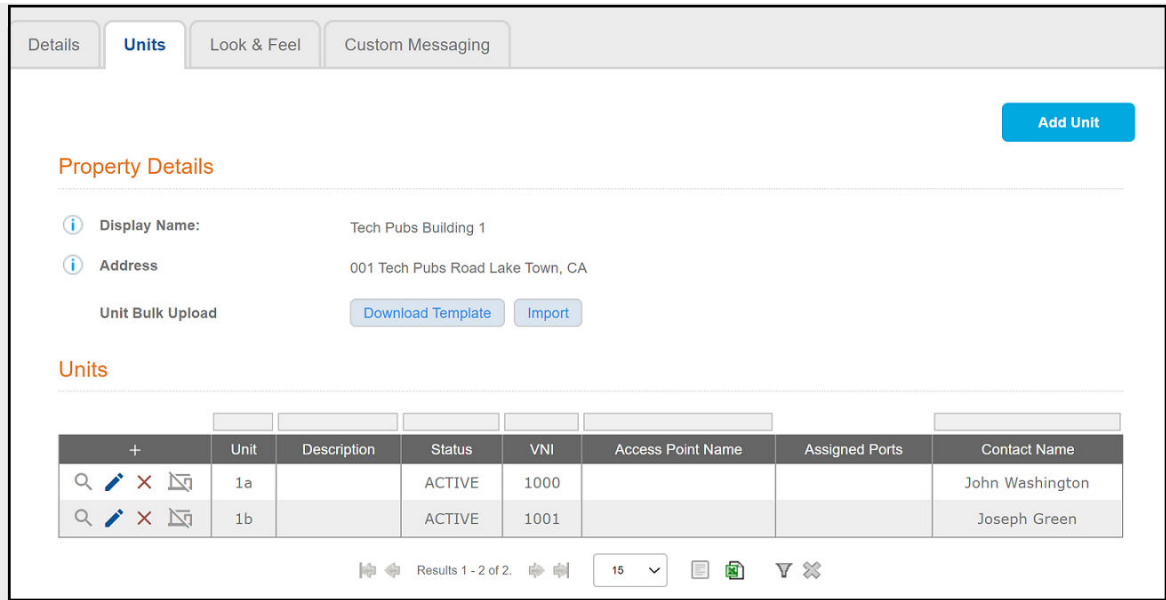 Details Units Look & Feel Custom Messaging
Add Unit
Property Details
Display Name: Tech Pubs Building 1
Address 001 Tech Pubs Road Lake Town, CA
Unit Bulk Upload Download Template Import
Units
+ Unit Description Status VNI Access Point Name Assigned Ports Contact Name
1a ACTIVE 1000 John Washington
1b ACTIVE 1001 Joseph Green
Results 1 - 2 of 2. 15